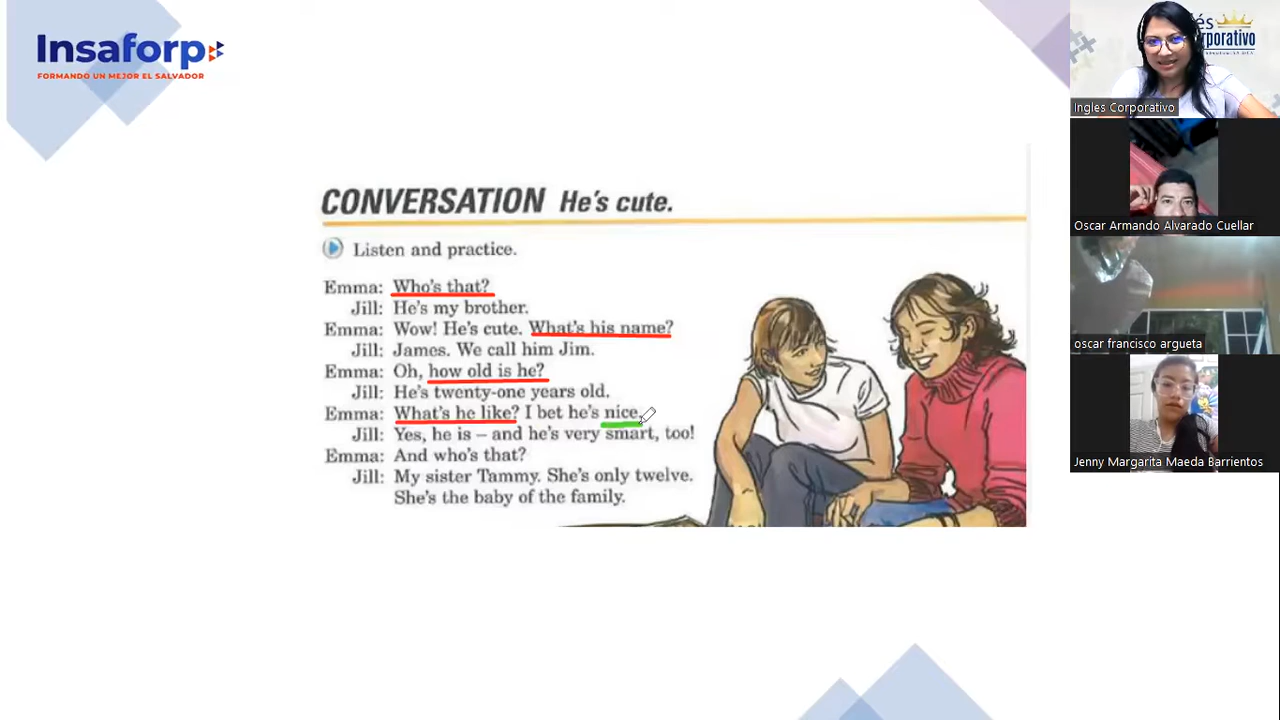 Insaforp
FORMANDO UN MEJOR EL SALVADOR
CONVERSATION He's cute.
Listen and practice.
Emma: Who's that?
Jill: He's my brother.
Emma: Wow! He's cute. What's his name?
Jill: James. We call him Jim.
Emma: Oh, how old is he?
Jill: He's twenty-one years old.
Emma: What's he like? I bet he's nice.
Jill: Yes, he is – and he's very smart, too!
Emma: And who's that?
Jill: My sister Tammy. She's only twelve.
She's the baby of the family.
Ingles Corporativo
Oscar Armando Alvarado Cuellar
oscar francisco argueta
Jenny Margarita Maeda Barrientos